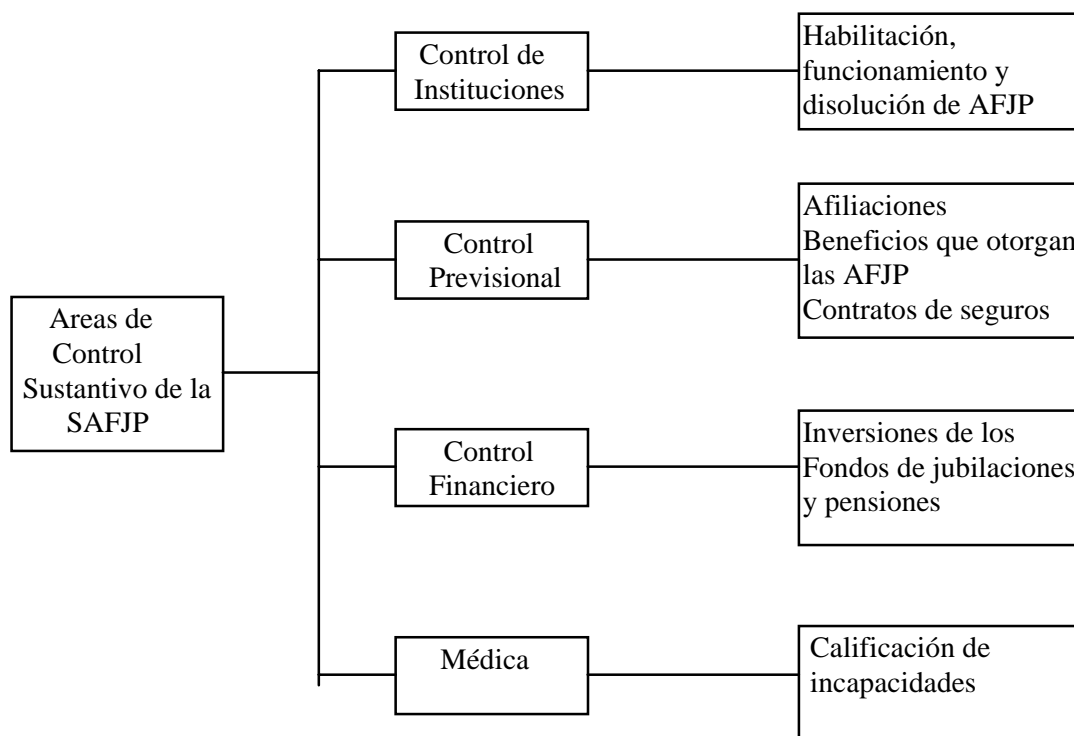 Control de
Instituciones
Habilitación,
funcionamiento y
disolución de AFJP
Control
Previsional
Afiliaciones
Beneficios que otorgan
las AFJP
Contratos de seguros
Areas de
Control
Sustantivo de la
SAFJP
Control
Financiero
Inversiones de los
Fondos de jubilaciones
y pensiones
Médica
Calificación de
incapacidades